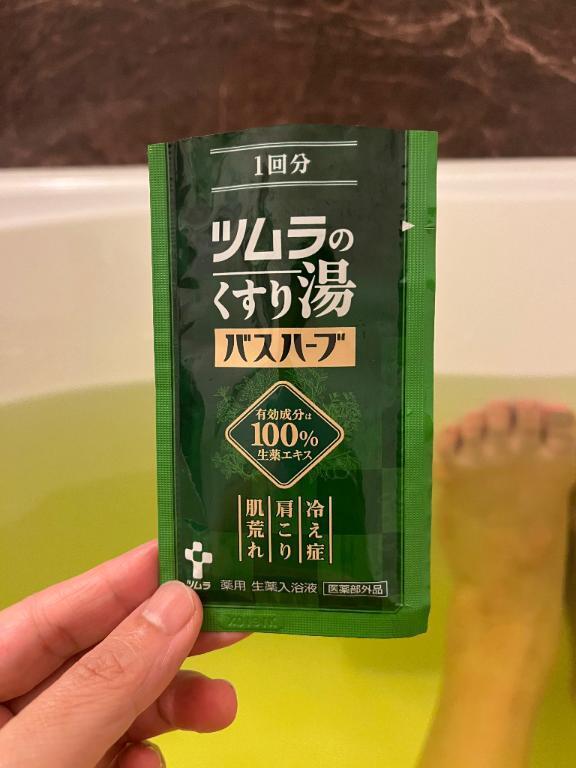 1回分
ツムラの
くすり湯
バスハーブ
有効成分は
100%
生薬エキス
冷え症
肩こり
肌荒れ
ツムラ
薬用 生薬入浴液 医薬部外品